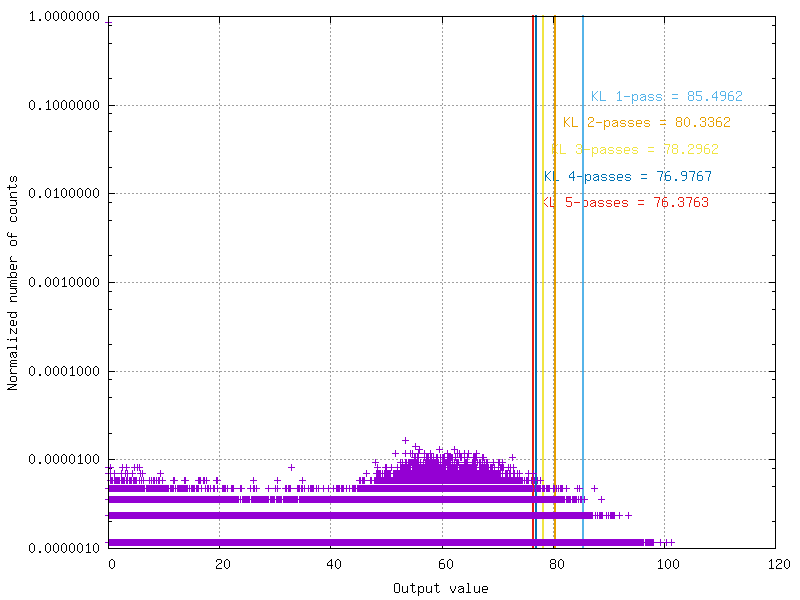 1.0000000
0.1000000
0.0100000
0.0010000
0.0001000
0.0000100
0.0000010
Normalized number of counts
KL 1-pass = 85.4962
KL 2-passes = 80.3362
KL 3-passes = 78.2962
KL 4-passes = 76.9767
KL 5-passes = 76.3763
0 20 40 60 80 100 120
Output value